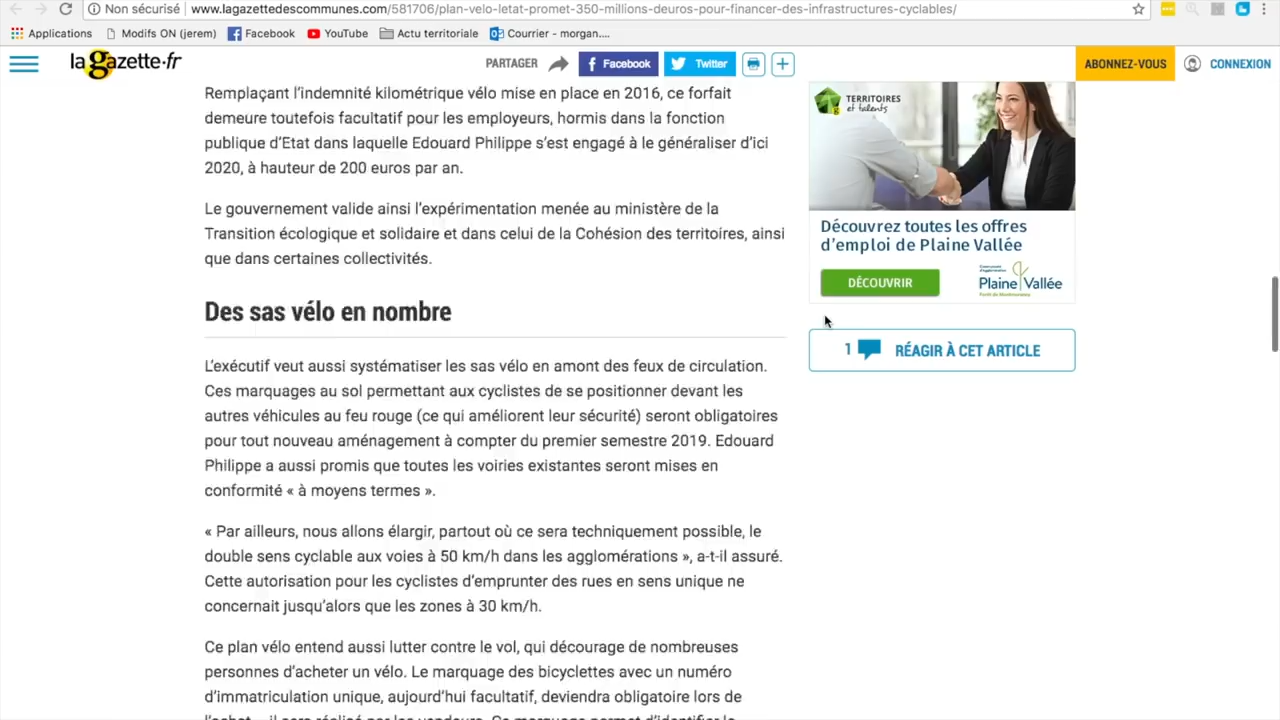 Non sécurisé | www.lagazettedescommunes.com/581706/plan-velo-letat-promet-350-millions-deuros-pour-financer-des-infrastructures-cyclables/
Applications Modifs ON (jerem) Facebook YouTube Actu territoriale Courrier - morgan....
la gazette·fr PARTAGER Facebook Twitter ABONNEZ-VOUS CONNEXION
Remplaçant l'indemnité kilométrique vélo mise en place en 2016, ce forfait
demeure toutefois facultatif pour les employeurs, hormis dans la fonction
publique d'Etat dans laquelle Edouard Philippe s'est engagé à le généraliser d'ici
2020, à hauteur de 200 euros par an.
Le gouvernement valide ainsi l'expérimentation menée au ministère de la
Transition écologique et solidaire et dans celui de la Cohésion des territoires, ainsi
que dans certaines collectivités.
Des sas vélo en nombre
L'exécutif veut aussi systématiser les sas vélo en amont des feux de circulation.
Ces marquages au sol permettant aux cyclistes de se positionner devant les
autres véhicules au feu rouge (ce qui améliorent leur sécurité) seront obligatoires
pour tout nouveau aménagement à compter du premier semestre 2019. Edouard
Philippe a aussi promis que toutes les voiries existantes seront mises en
conformité « à moyens termes ».
« Par ailleurs, nous allons élargir, partout où ce sera techniquement possible, le
double sens cyclable aux voies à 50 km/h dans les agglomérations », a-t-il assuré.
Cette autorisation pour les cyclistes d'emprunter des rues en sens unique ne
concernait jusqu'alors que les zones à 30 km/h.
Ce plan vélo entend aussi lutter contre le vol, qui décourage de nombreuses
personnes d'acheter un vélo. Le marquage des bicyclettes avec un numéro
d'immatriculation unique, aujourd'hui facultatif, deviendra obligatoire lors de
TERRITOIRES
et talents
Découvrez toutes les offres
d'emploi de Plaine Vallée
DÉCOUVRIR
Plaine Vallée
1 RÉAGIR À CET ARTICLE